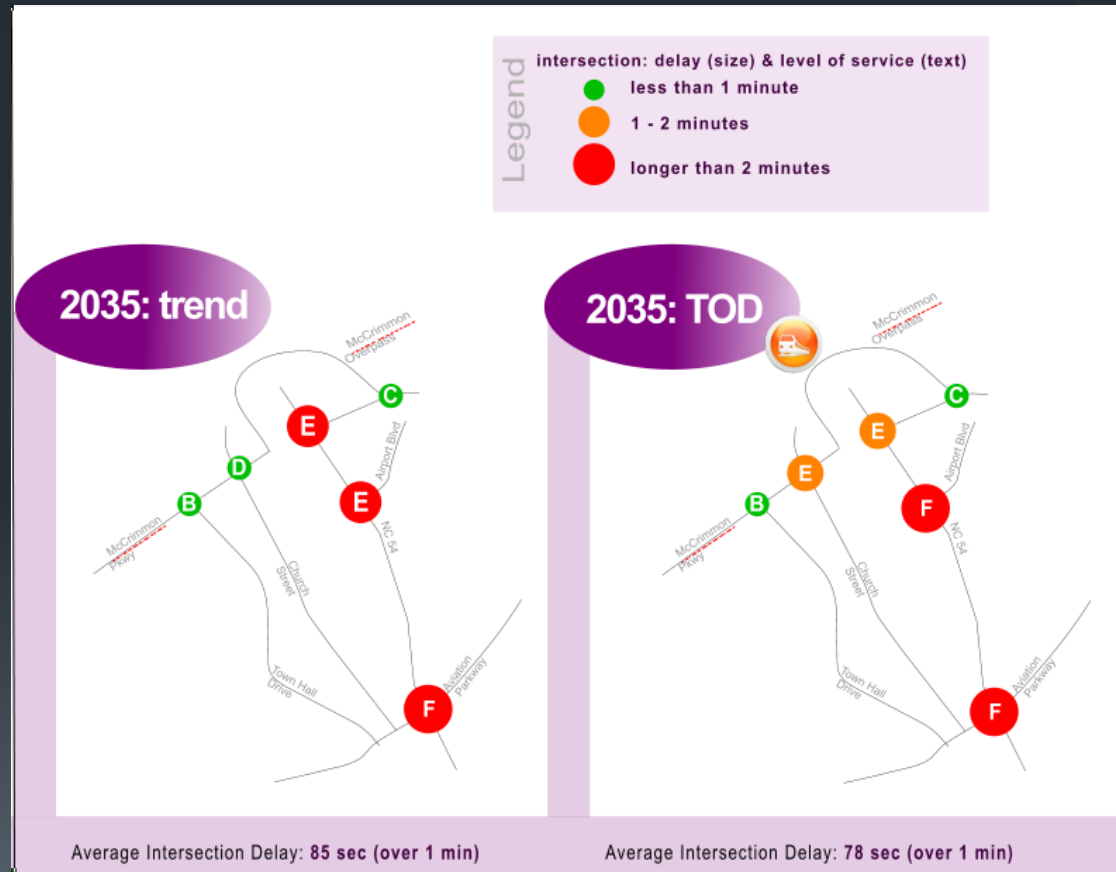 Legend
intersection: delay (size) & level of service (text)
less than 1 minute
1 - 2 minutes
longer than 2 minutes
2035: trend
McCrimmon
Overpass
C
E
D
Airport Blvd
E
B
McCrimmon
Pkwy
NC 54
Church
Street
Town Hall
Drive
Aviation
Parkway
F
Average Intersection Delay: 85 sec (over 1 min)
2035: TOD
McCrimmon
Overpass
C
E
E
Airport Blvd
B
F
McCrimmon
Pkwy
NC 54
Church
Street
Town Hall
Drive
Aviation
Parkway
F
Average Intersection Delay: 78 sec (over 1 min)